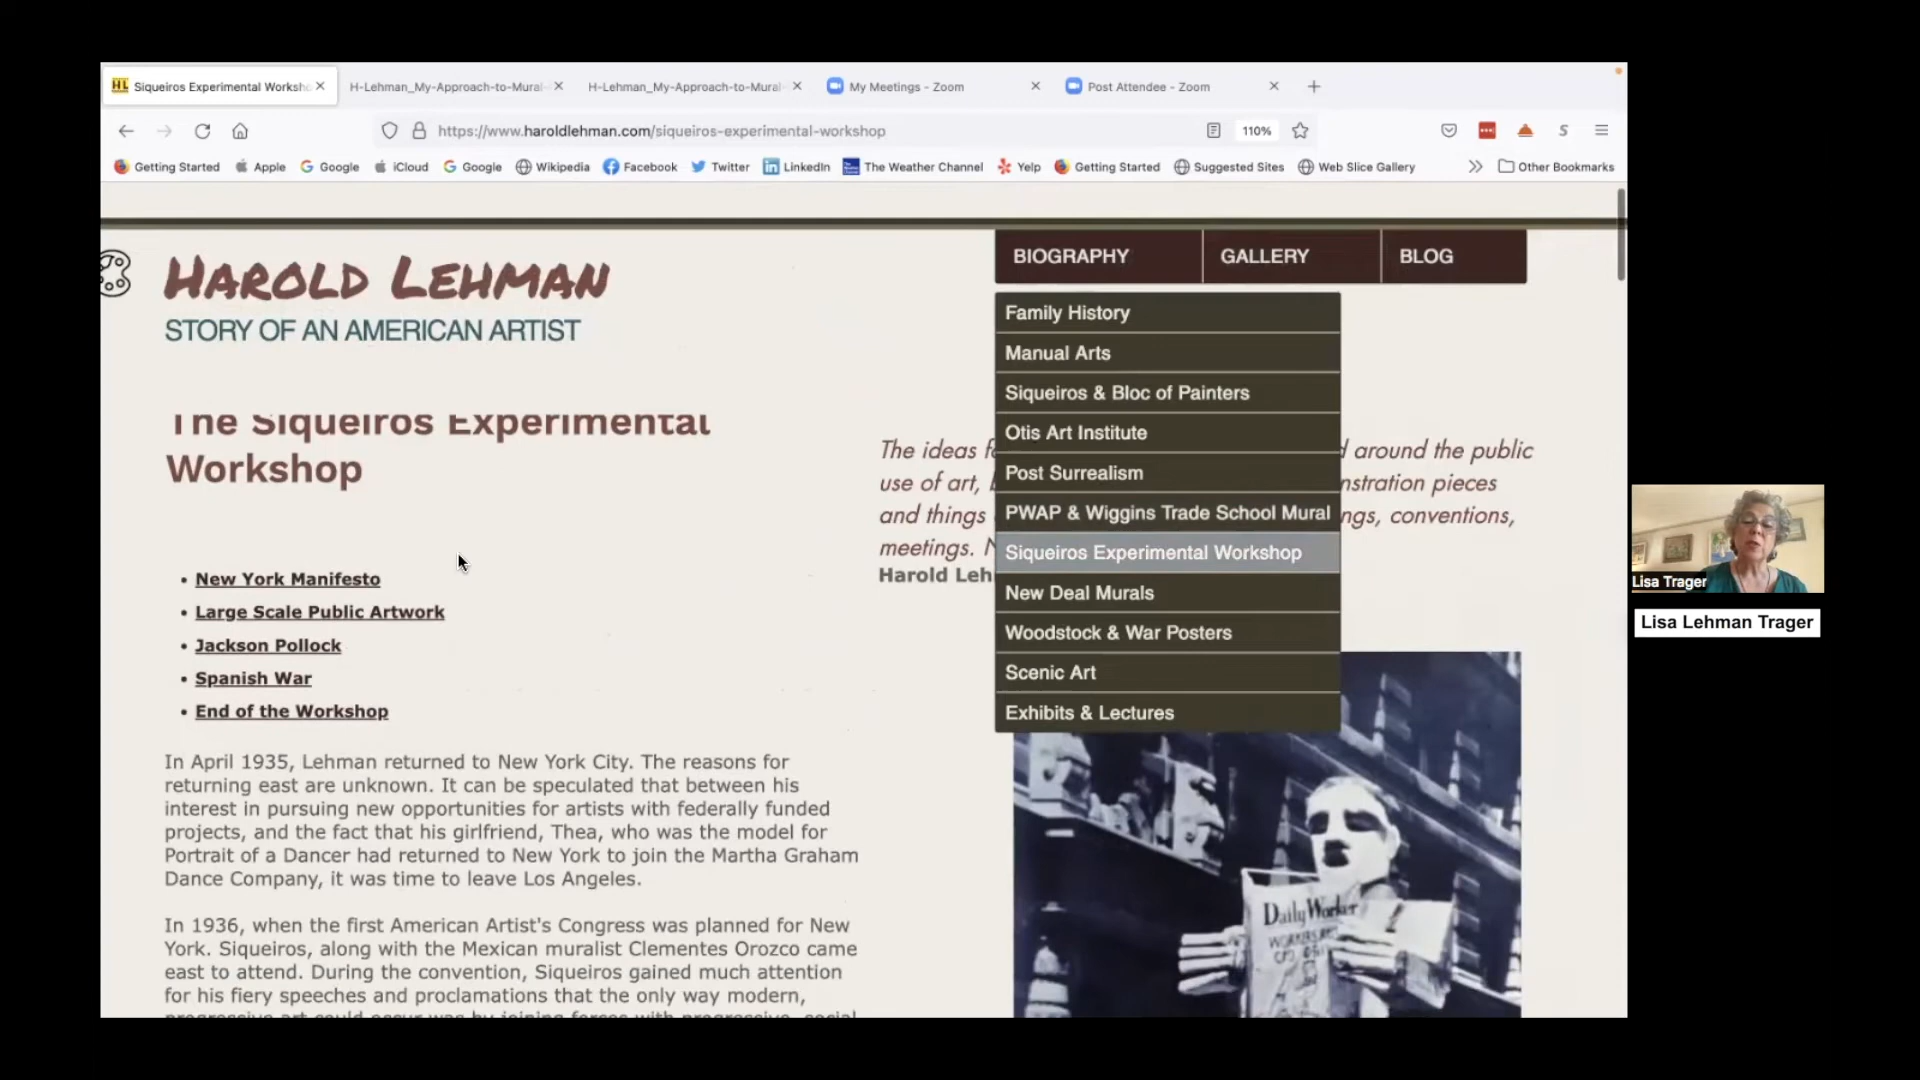 Siqueiros Experimental Worksho
H-Lehman_My-Approach-to-Mural-
H-Lehman_My-Approach-to-Mural-
My Meetings - Zoom
Post Attendee - Zoom
https://www.haroldlehman.com/siqueiros-experimental-workshop
110%
Getting Started
Apple
Google
iCloud
Google
Wikipedia
Facebook
Twitter
LinkedIn
The Weather Channel
Yelp
Getting Started
Suggested Sites
Web Slice Gallery
Other Bookmarks
HAROLD LEHMAN
STORY OF AN AMERICAN ARTIST
BIOGRAPHY
GALLERY
BLOG
Family History
Manual Arts
Siqueiros & Bloc of Painters
Otis Art Institute
Post Surrealism
PWAP & Wiggins Trade School Mural
Siqueiros Experimental Workshop
New Deal Murals
Woodstock & War Posters
Scenic Art
Exhibits & Lectures
The Siqueiros Experimental
Workshop
• New York Manifesto
• Large Scale Public Artwork
• Jackson Pollock
• Spanish War
• End of the Workshop
In April 1935, Lehman returned to New York City. The reasons for
returning east are unknown. It can be speculated that between his
interest in pursuing new opportunities for artists with federally funded
projects, and the fact that his girlfriend, Thea, who was the model for
Portrait of a Dancer had returned to New York to join the Martha Graham
Dance Company, it was time to leave Los Angeles.
In 1936, when the first American Artist's Congress was planned for New
York. Siqueiros, along with the Mexican muralist Clementes Orozco came
east to attend. During the convention, Siqueiros gained much attention
for his fiery speeches and proclamations that the only way modern,
progressive art could occur was by joining forces with progressive, social
The ideas around the public
use of art, nstration pieces
and things ngs, conventions,
meetings.
Harold Leh
Daily Worker
Lisa Trager
Lisa Lehman Trager